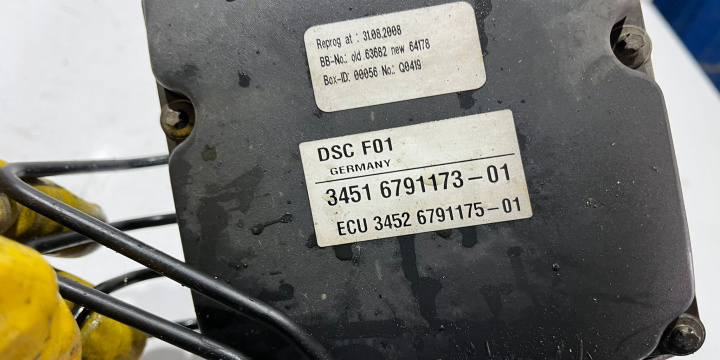 Reprog at : 31.08.2008
BB-No.: old 63682 new 64178
Box-ID: 00056 No.: Q0419
DSC F01
GERMANY
3451 6791173-01
ECU 3452 6791175-01